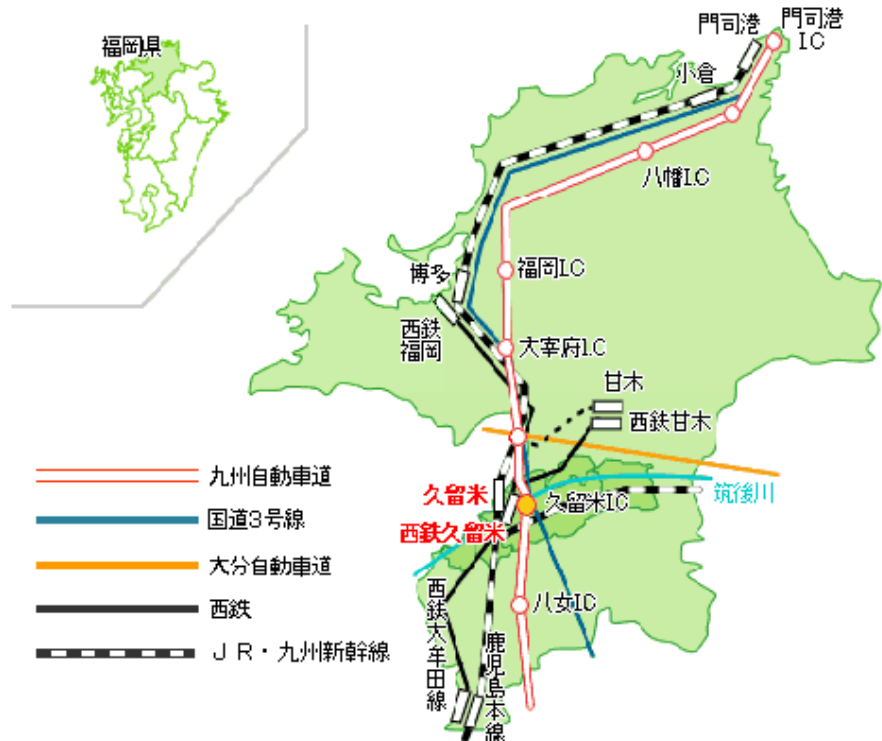 福岡県
門司港
門司港
I.C
小倉
八幡I.C
博多
福岡I.C
西鉄
福岡
大宰府I.C
甘木
西鉄甘木
久留米
西鉄久留米
久留米IC
筑後川
八女IC
西鉄大牟田線
鹿児島本線
九州自動車道
国道3号線
大分自動車道
西鉄
JR・九州新幹線